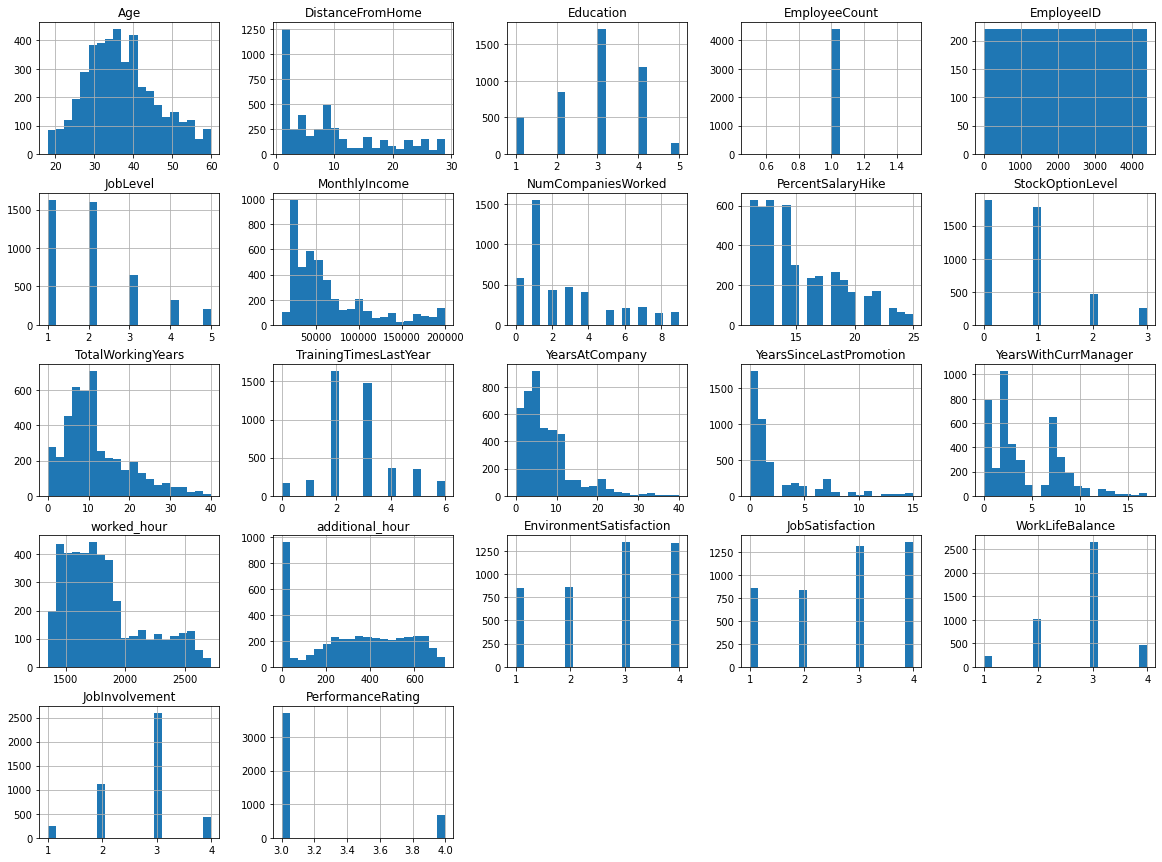 Age DistanceFromHome Education EmployeeCount EmployeeID
400 300 200 100 0
20 30 40 50 60
1250 1000 750 500 250 0
0 10 20 30
1500 1000 500 0
1 2 3 4 5
4000 3000 2000 1000 0
0.6 0.8 1.0 1.2 1.4
200 150 100 50 0
0 1000 2000 3000 4000
JobLevel MonthlyIncome NumCompaniesWorked PercentSalaryHike StockOptionLevel
1500 1000 500 0
1 2 3 4 5
1000 800 600 400 200 0
50000 100000 150000 200000
1500 1000 500 0
0 2 4 6 8
600 400 200 0
15 20 25
1500 1000 500 0
0 1 2 3
TotalWorkingYears TrainingTimesLastYear YearsAtCompany YearsSinceLastPromotion YearsWithCurrManager
600 400 200 0
0 10 20 30 40
1500 1000 500 0
0 2 4 6
800 600 400 200 0
0 10 20 30 40
1500 1000 500 0
0 5 10 15
1000 800 600 400 200 0
0 5 10 15
worked_hour additional_hour EnvironmentSatisfaction JobSatisfaction WorkLifeBalance
400 300 200 100 0
1500 2000 2500
800 600 400 200 0
0 200 400 600
1250 1000 750 500 250 0
1 2 3 4
1250 1000 750 500 250 0
1 2 3 4
2500 2000 1500 1000 500 0
1 2 3 4
JobInvolvement PerformanceRating
2500 2000 1500 1000 500 0
1 2 3 4
3000 2000 1000 0
3.0 3.2 3.4 3.6 3.8 4.0